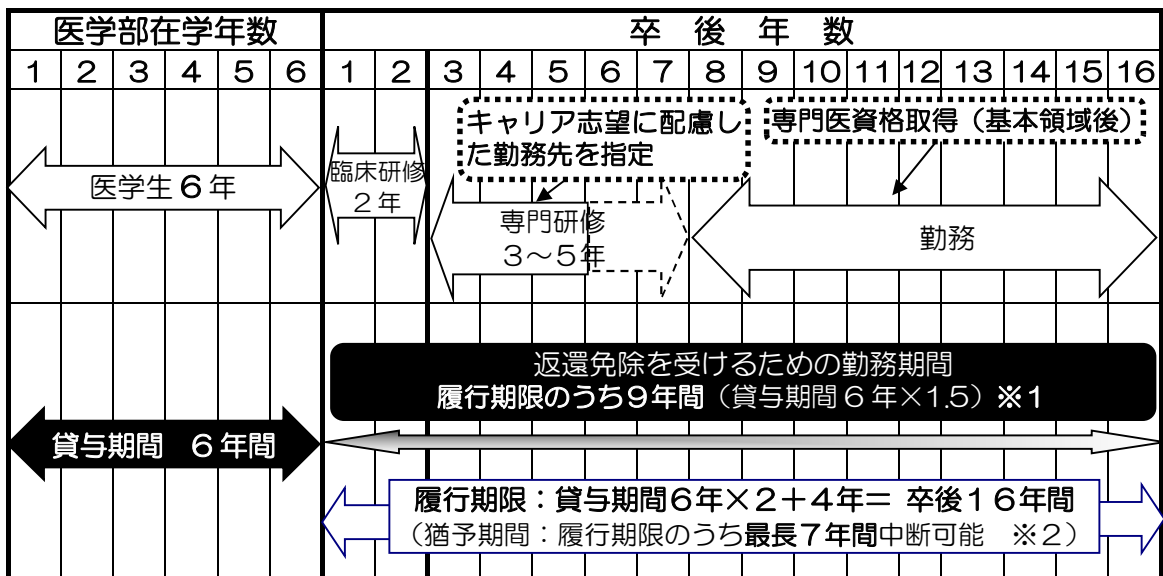 医学部在学年数
卒後年数
1 2 3 4 5 6 1 2 3 4 5 6 7 8 9 10 11 12 13 14 15 16
キャリア志望に配慮し
た勤務先を指定
専門医資格取得（基本領域後）
医学生６年
臨床研修
２年
専門研修
３～５年
勤務
返還免除を受けるための勤務期間
履行期限のうち９年間（貸与期間６年×1.5）※１
貸与期間　６年間
履行期限：貸与期間６年×２＋４年＝ 卒後１６年間
（猶予期間：履行期限のうち最長７年間中断可能　※２）